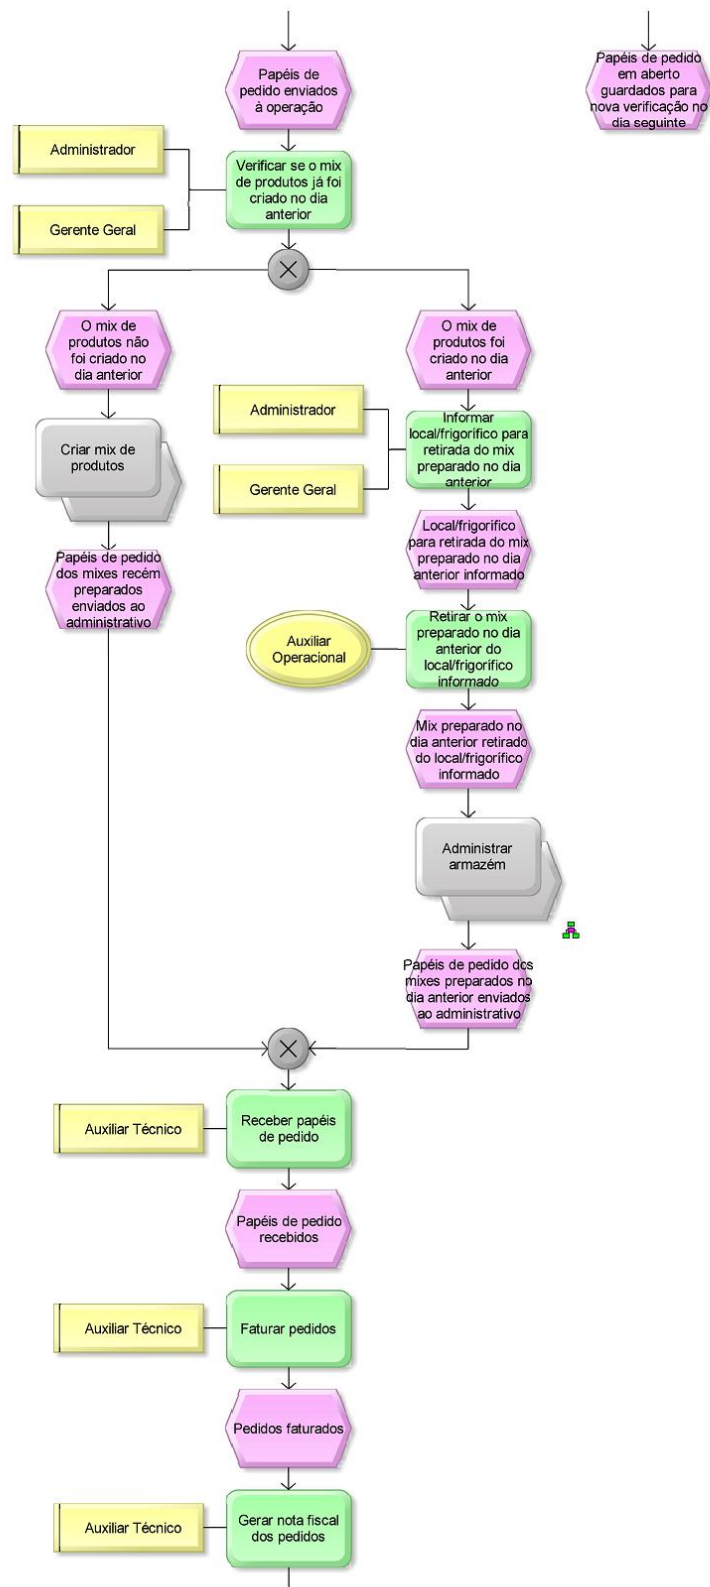 Papéis de
pedido enviados
à operação
Papéis de pedido
em aberto
guardados para
nova verificação no
dia seguinte
Administrador
Verificar se o mix
de produtos já foi
criado no dia
anterior
Gerente Geral
O mix de
produtos não
foi criado no
dia anterior
O mix de
produtos foi
criado no dia
anterior
Administrador
Informar
local/frigorífico para
retirada do mix
preparado no dia
anterior
Gerente Geral
Criar mix de
produtos
Local/frigorífico
para retirada do mix
preparado no dia
anterior informado
Papéis de pedido
dos mixes recém
preparados
enviados ao
administrativo
Auxiliar
Operacional
Retirar o mix
preparado no dia
anterior do
local/frigorífico
informado
Mix preparado no
dia anterior retirado
do local/frigorífico
informado
Administrar
armazém
Papéis de pedido dos
mixes preparados no
dia anterior enviados
ao administrativo
Auxiliar Técnico
Receber papéis
de pedido
Papéis de pedido
recebidos
Auxiliar Técnico
Faturar pedidos
Pedidos faturados
Auxiliar Técnico
Gerar nota fiscal
dos pedidos